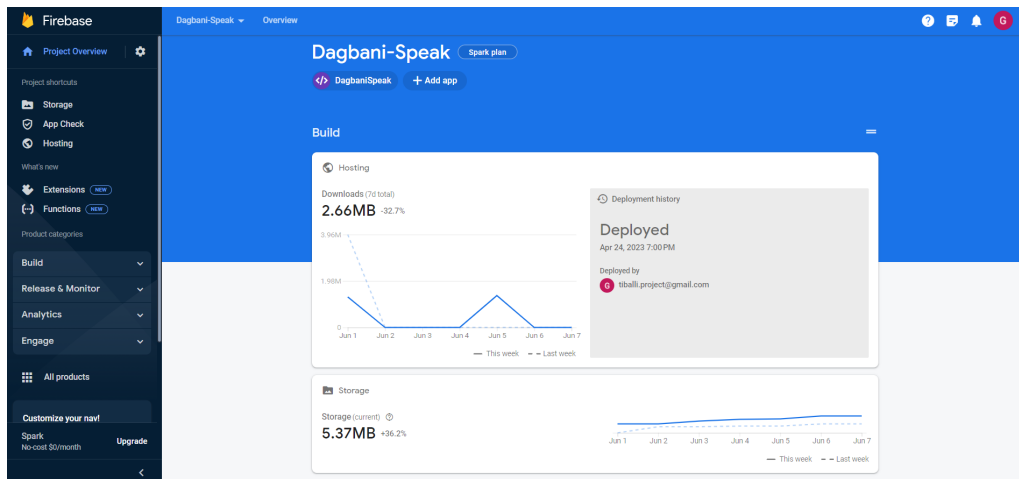 Firebase
Project Overview
Project shortcuts
Storage
App Check
Hosting
What's new
Extensions NEW
Functions NEW
Product categories
Build
Release & Monitor
Analytics
Engage
All products
Customize your nav!
Spark
No-cost $0/month
Upgrade
Dagbani-Speak
Overview
G
Dagbani-Speak
Spark plan
DagbaniSpeak
Add app
Build
Hosting
Downloads (7d total)
2.66MB -32.7%
3.96M
1.98M
0
Jun 1 Jun 2 Jun 3 Jun 4 Jun 5 Jun 6 Jun 7
This week Last week
Deployment history
Deployed
Apr 24, 2023 7:00 PM
Deployed by
G tiballi.project@gmail.com
Storage
Storage (current)
5.37MB +36.2%
Jun 1 Jun 2 Jun 3 Jun 4 Jun 5 Jun 6 Jun 7
This week Last week